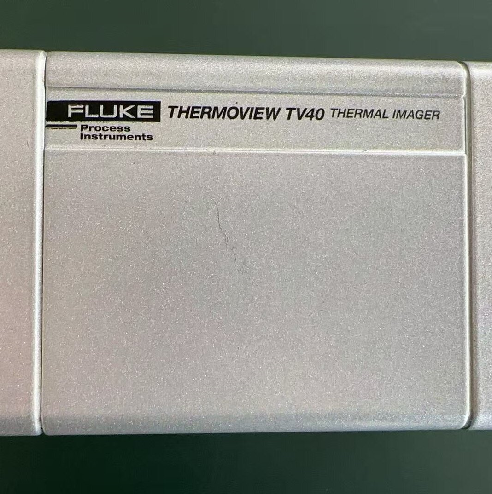 FLUKE THERMOVIEW TV40 THERMAL IMAGER
Process
Instruments